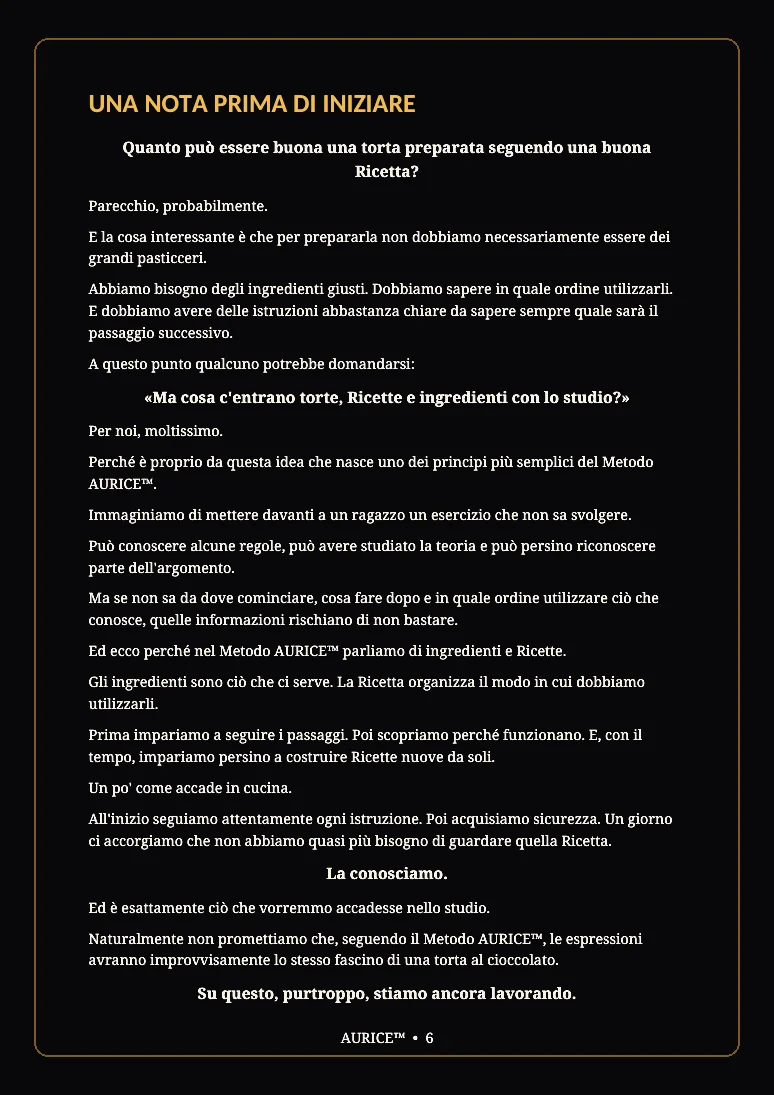 UNA NOTA PRIMA DI INIZIARE
Quanto può essere buona una torta preparata seguendo una buona
Ricetta?
Parecchio, probabilmente.
E la cosa interessante è che per prepararla non dobbiamo necessariamente essere dei
grandi pasticceri.
Abbiamo bisogno degli ingredienti giusti. Dobbiamo sapere in quale ordine utilizzarli.
E dobbiamo avere delle istruzioni abbastanza chiare da sapere sempre quale sarà il
passaggio successivo.
A questo punto qualcuno potrebbe domandarsi:
«Ma cosa c'entrano torte, Ricette e ingredienti con lo studio?»
Per noi, moltissimo.
Perché è proprio da questa idea che nasce uno dei principi più semplici del Metodo
AURICE™.
Immaginiamo di mettere davanti a un ragazzo un esercizio che non sa svolgere.
Può conoscere alcune regole, può avere studiato la teoria e può persino riconoscere
parte dell'argomento.
Ma se non sa da dove cominciare, cosa fare dopo e in quale ordine utilizzare ciò che
conosce, quelle informazioni rischiano di non bastare.
Ed ecco perché nel Metodo AURICE™ parliamo di ingredienti e Ricette.
Gli ingredienti sono ciò che ci serve. La Ricetta organizza il modo in cui dobbiamo
utilizzarli.
Prima impariamo a seguire i passaggi. Poi scopriamo perché funzionano. E, con il
tempo, impariamo persino a costruire Ricette nuove da soli.
Un po' come accade in cucina.
All'inizio seguiamo attentamente ogni istruzione. Poi acquisiamo sicurezza. Un giorno
ci accorgiamo che non abbiamo quasi più bisogno di guardare quella Ricetta.
La conosciamo.
Ed è esattamente ciò che vorremmo accadesse nello studio.
Naturalmente non promettiamo che, seguendo il Metodo AURICE™, le espressioni
avranno improvvisamente lo stesso fascino di una torta al cioccolato.
Su questo, purtroppo, stiamo ancora lavorando.
AURICE™ • 6